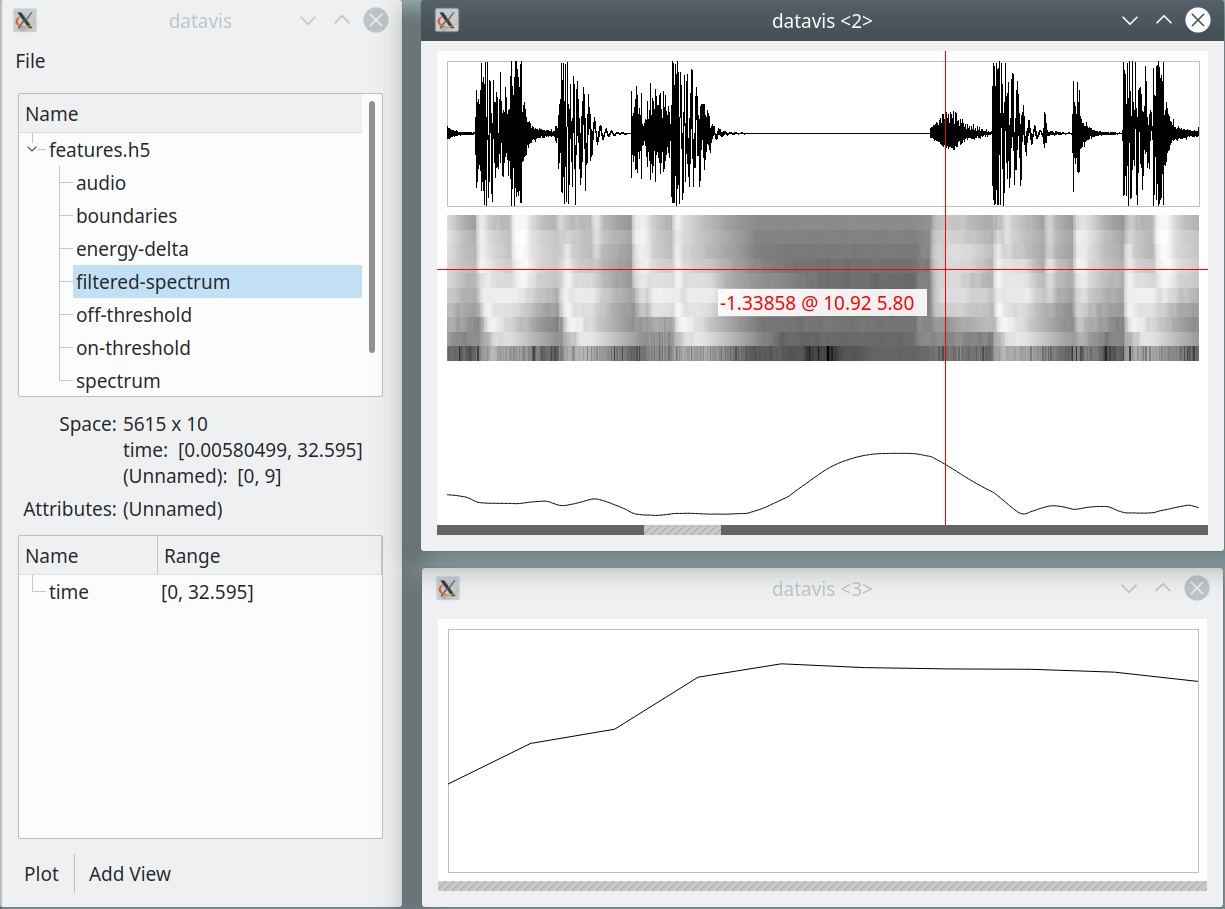 datavis
File
Name
features.h5
audio
boundaries
energy-delta
filtered-spectrum
off-threshold
on-threshold
spectrum
Space: 5615 x 10
time: [0.00580499, 32.595]
(Unnamed): [0, 9]
Attributes: (Unnamed)
Name Range
time [0, 32.595]
Plot Add View
datavis <2>
-1.33858 @ 10.92 5.80
datavis <3>